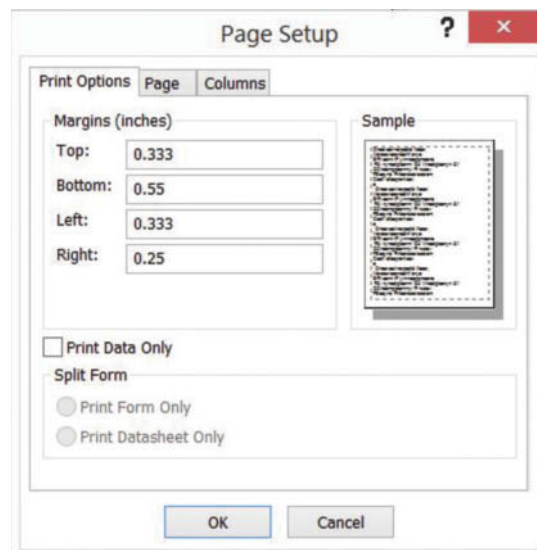 Page Setup
?
×
Print Options Page Columns
Margins (inches)
Top: 0.333
Bottom: 0.55
Left: 0.333
Right: 0.25
Sample
Print Data Only
Split Form
Print Form Only
Print Datasheet Only
OK Cancel